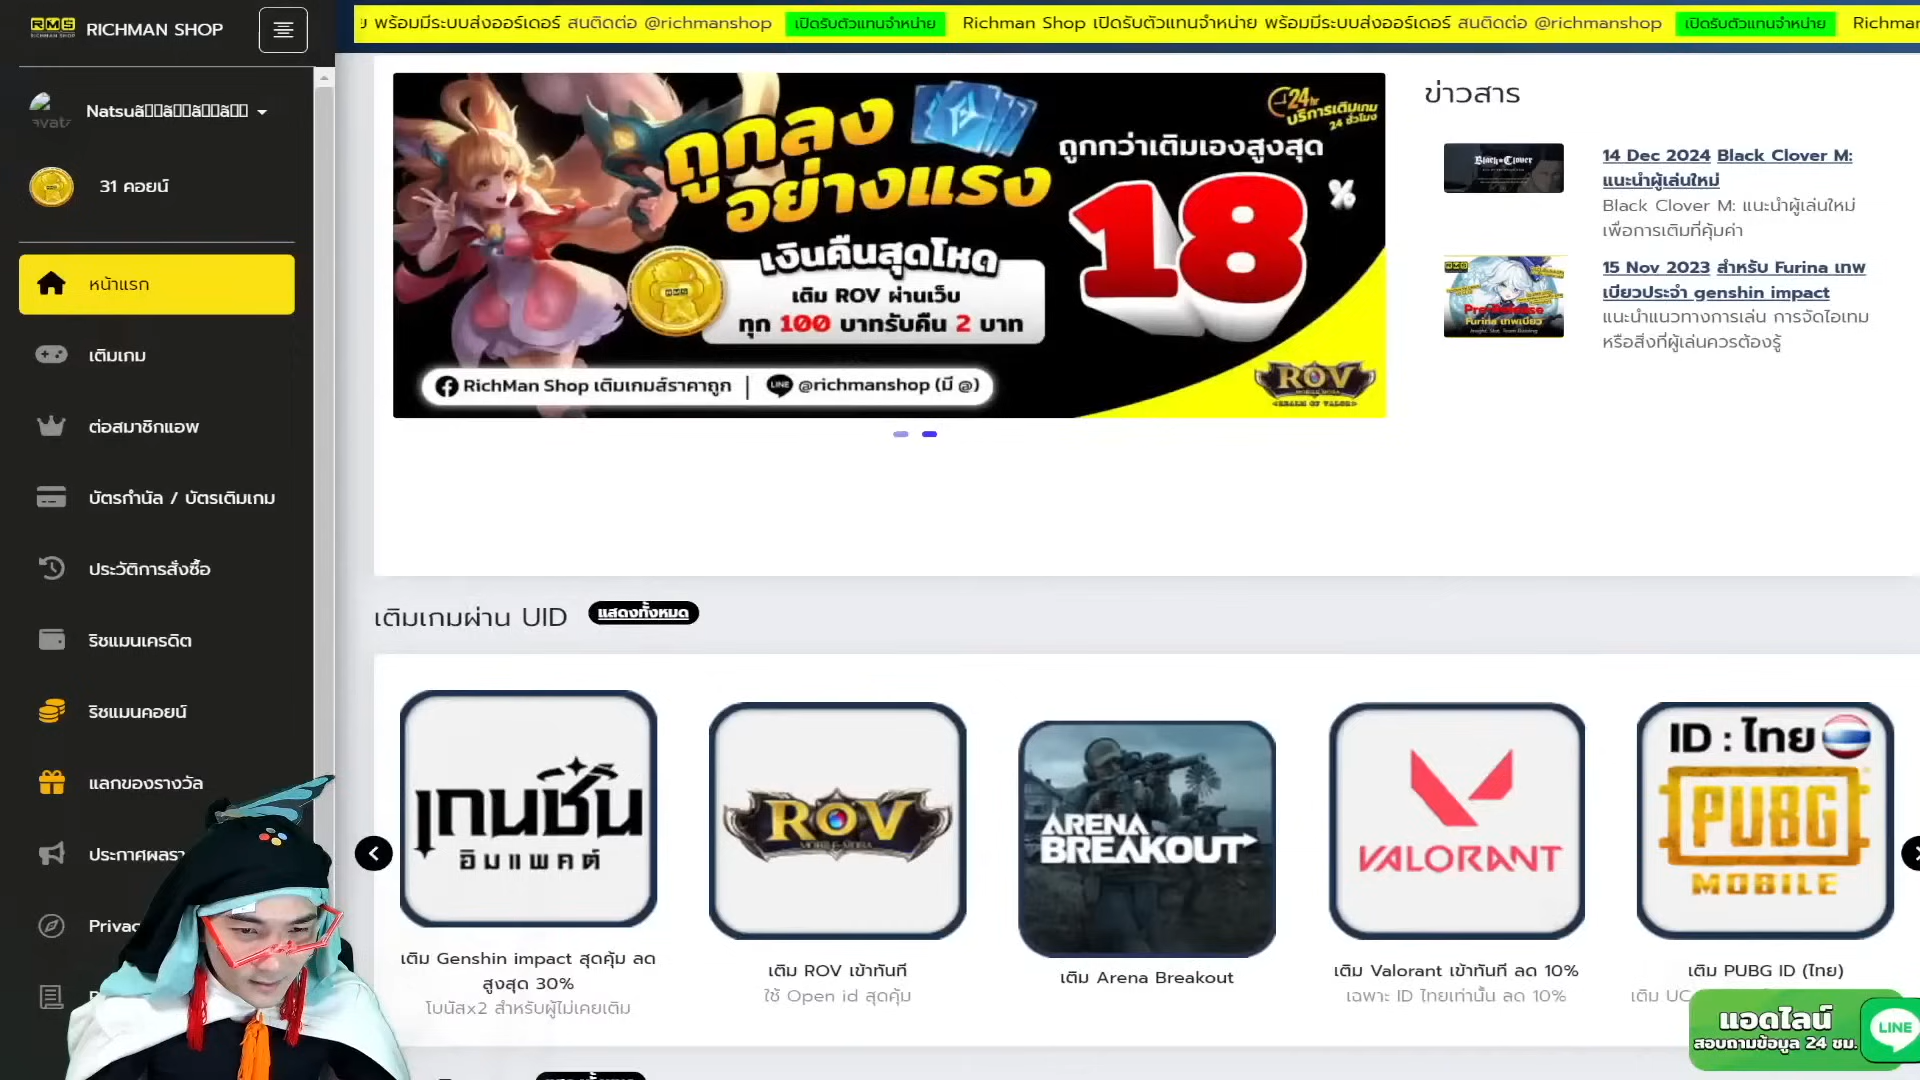 RMS
RICHMAN SHOP
RICHMAN SHOP
พร้อมมีระบบส่งออร์เดอร์ สนติดต่อ @richmanshop เปิดรับตัวแทนจำหน่าย Richman Shop เปิดรับตัวแทนจำหน่าย พร้อมมีระบบส่งออร์เดอร์ สนติดต่อ @richmanshop เปิดรับตัวแทนจำหน่าย
31 คอยน์
หน้าแรก
เติมเกม
ต่อสมาชิกแอพ
บัตรกำนัล / บัตรเติมเกม
ประวัติการสั่งซื้อ
ริชแมนเครดิต
ริชแมนคอยน์
แลกของรางวัล
ถูกลง
อย่างแรง
เงินคืนสุดโหด
เติม ROV ผ่านเว็บ
ทุก 100 บาทรับคืน 2 บาท
RichMan Shop เติมเกมส์ราคาถูก | LINE @richmanshop (มี @)
24hr
บริการเติมเกม
24 ชั่วโมง
ถูกกว่าเติมเองสูงสุด
18 %
ROV
ข่าวสาร
Black Clover
14 Dec 2024 Black Clover M:
แนะนำผู้เล่นใหม่
Black Clover M: แนะนำผู้เล่นใหม่
เพื่อการเติมที่คุ้มค่า
15 Nov 2023 สำหรับ Furina เทพ
เบียวประจำ genshin impact
แนะนำแนวทางการเล่น การจัดไอเทม
หรือสิ่งที่ผู้เล่นควรต้องรู้
เติมเกมผ่าน UID แสดงทั้งหมด
เกนชิน
อิมแพคต์
เติม Genshin impact สุดคุ้ม ลด
สูงสุด 30%
โบนัสx2 สำหรับผู้ไม่เคยเติม
ROV
เติม ROV เข้าทันที
ใช้ Open id สุดคุ้ม
ARENA
BREAKOUT
เติม Arena Breakout
VALORANT
เติม Valorant เข้าทันที ลด 10%
เฉพาะ ID ไทยเท่านั้น ลด 10%
ID : ไทย
PUBG
MOBILE
เติม PUBG ID (ไทย)
แอดไลน์
สอบถามข้อมูล 24 ชม.
LINE